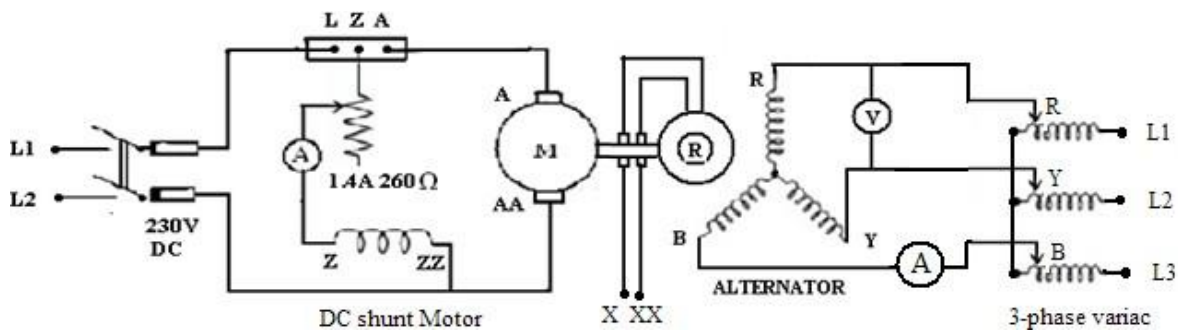 L Z A
L1
L2
230V
DC
A
1.4A 260 Ω
Z ZZ
A
M
AA
R
X XX
R
B
Y
V
A
ALTERNATOR
R
Y
B
L1
L2
L3
DC shunt Motor
3-phase variac